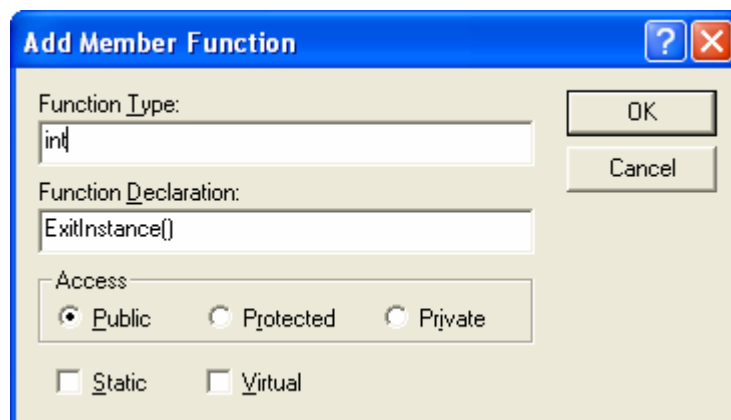 Add Member Function
Function Type:
OK
int
Cancel
Function Declaration:
ExitInstance()
Access
Public Protected Private
Static Virtual